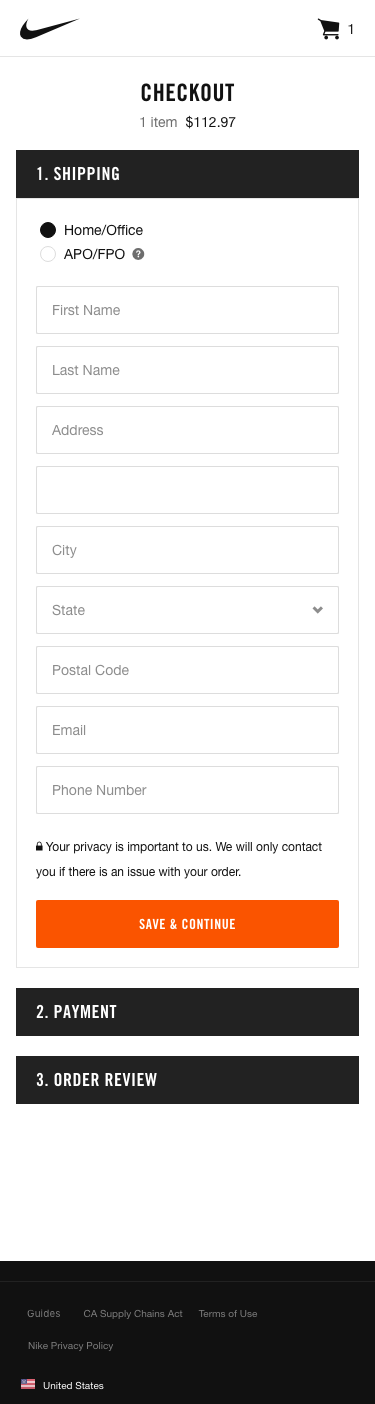 1
CHECKOUT
1 item $112.97
1. SHIPPING
Home/Office
APO/FPO ?
First Name
Last Name
Address
City
State
Postal Code
Email
Phone Number
Your privacy is important to us. We will only contact
you if there is an issue with your order.
SAVE & CONTINUE
2. PAYMENT
3. ORDER REVIEW
Guides CA Supply Chains Act Terms of Use
Nike Privacy Policy
United States